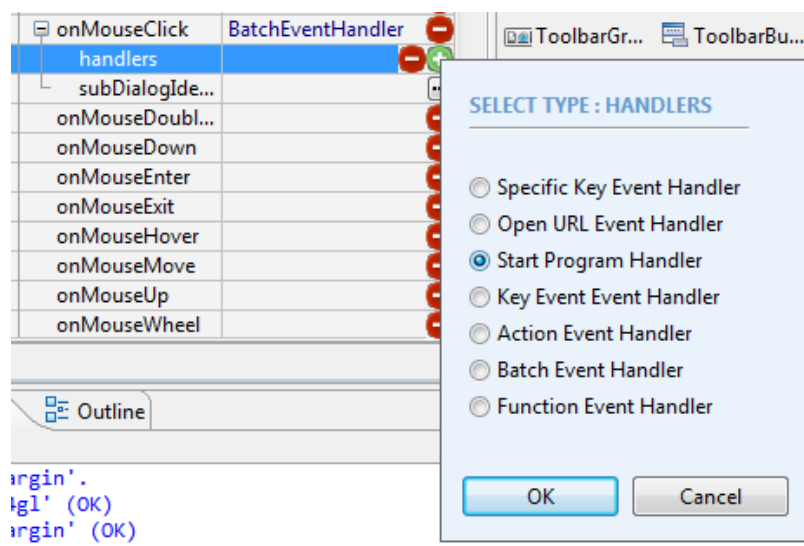 onMouseClick BatchEventHandler
handlers
subDialogIde...
onMouseDoubl...
onMouseDown
onMouseEnter
onMouseExit
onMouseHover
onMouseMove
onMouseUp
onMouseWheel
ToolbarGr... ToolbarBu...
SELECT TYPE : HANDLERS
Specific Key Event Handler
Open URL Event Handler
Start Program Handler
Key Event Event Handler
Action Event Handler
Batch Event Handler
Function Event Handler
OK Cancel
Outline
argin'.
4gl' (OK)
argin' (OK)